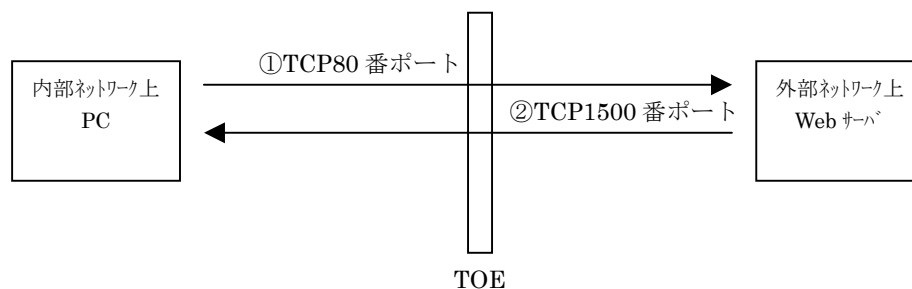 ①TCP80 番ポート
内部ネットワーク上
PC
外部ネットワーク上
Web サーバ
②TCP1500 番ポート
TOE